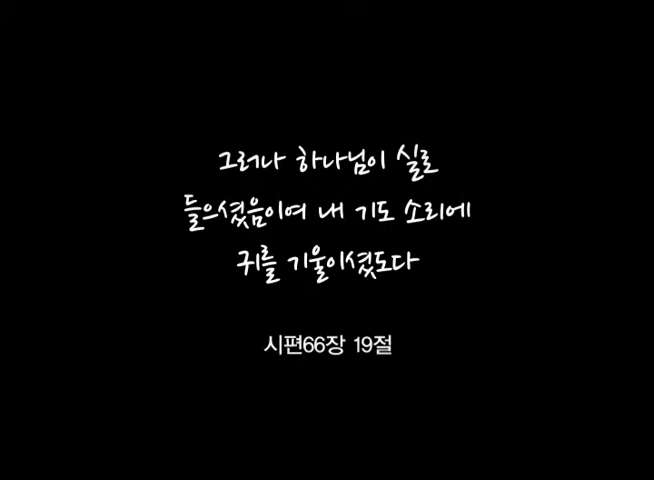 그러나 하나님이 실로
들으셨음이여 내 기도 소리에
귀를 기울이셨도다
시편66장 19절